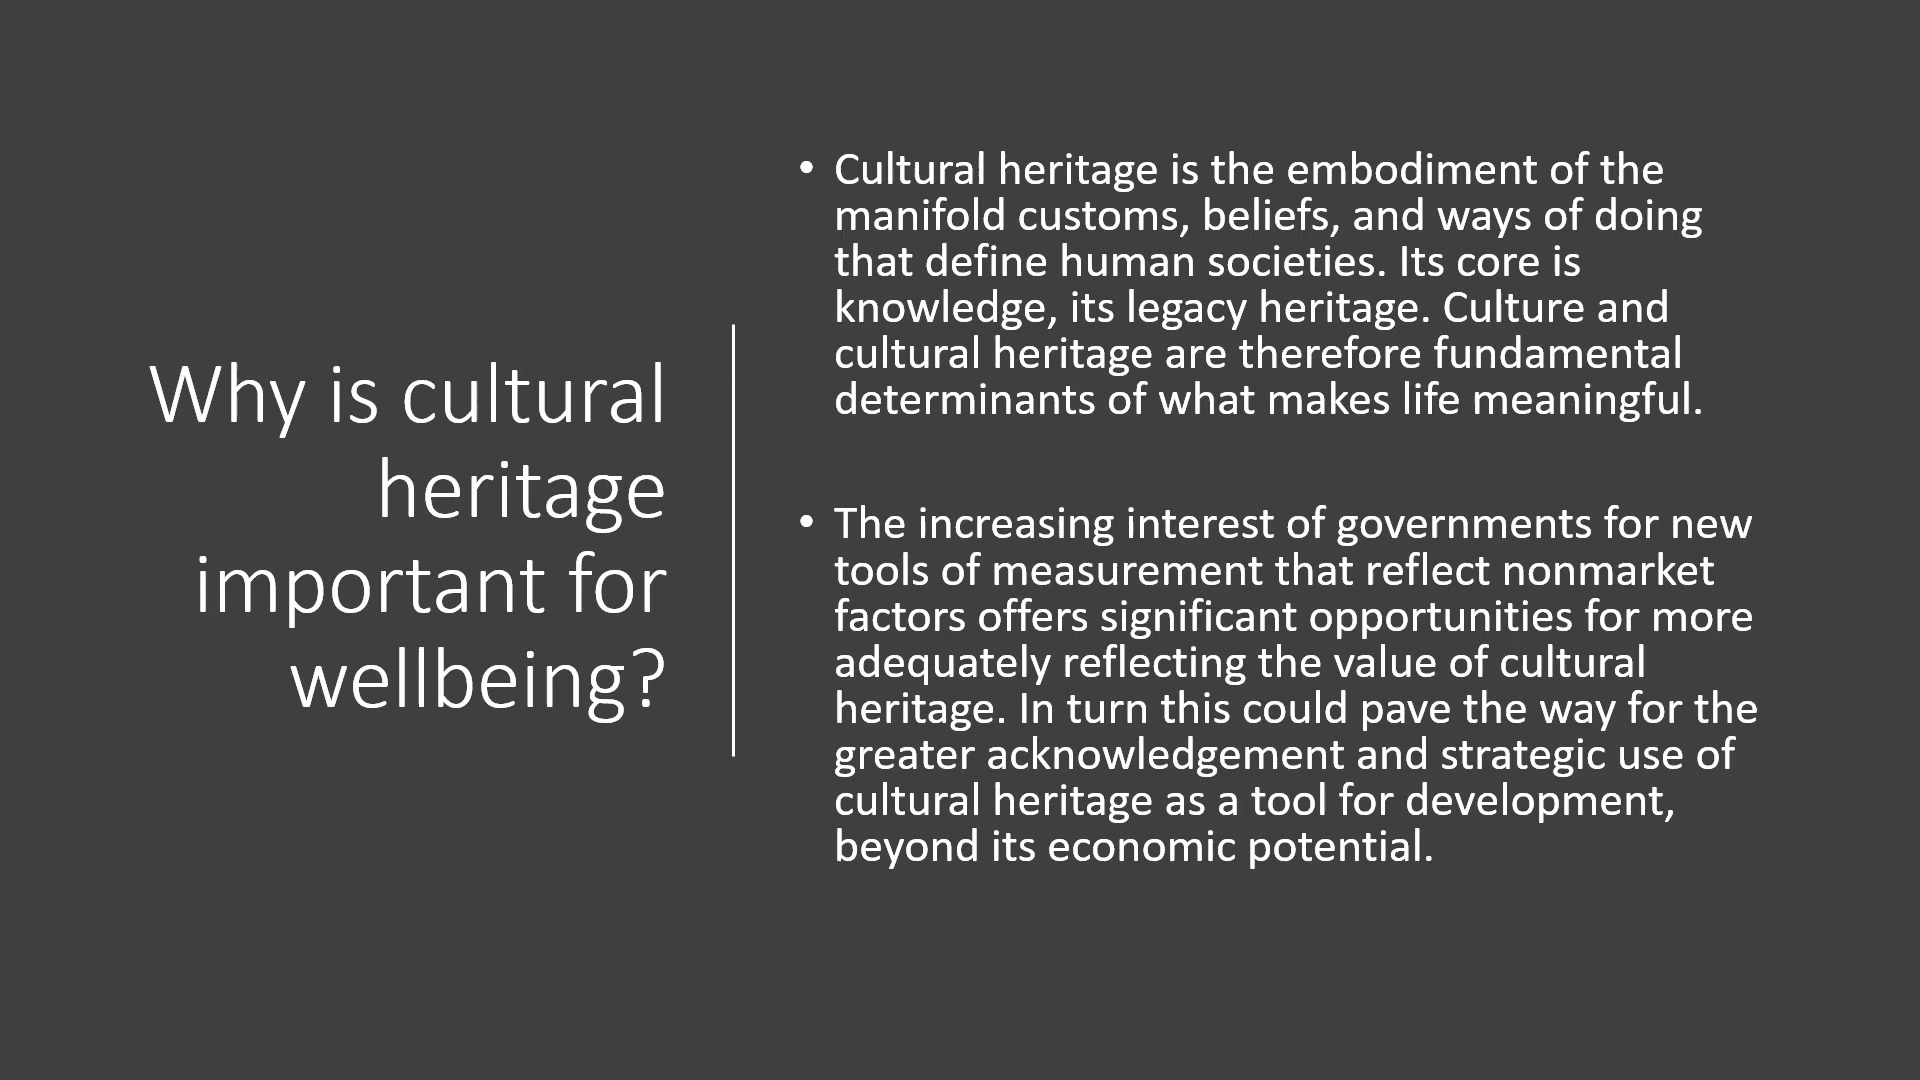 Why is cultural
heritage
important for
wellbeing?
• Cultural heritage is the embodiment of the
manifold customs, beliefs, and ways of doing
that define human societies. Its core is
knowledge, its legacy heritage. Culture and
cultural heritage are therefore fundamental
determinants of what makes life meaningful.
• The increasing interest of governments for new
tools of measurement that reflect nonmarket
factors offers significant opportunities for more
adequately reflecting the value of cultural
heritage. In turn this could pave the way for the
greater acknowledgement and strategic use of
cultural heritage as a tool for development,
beyond its economic potential.